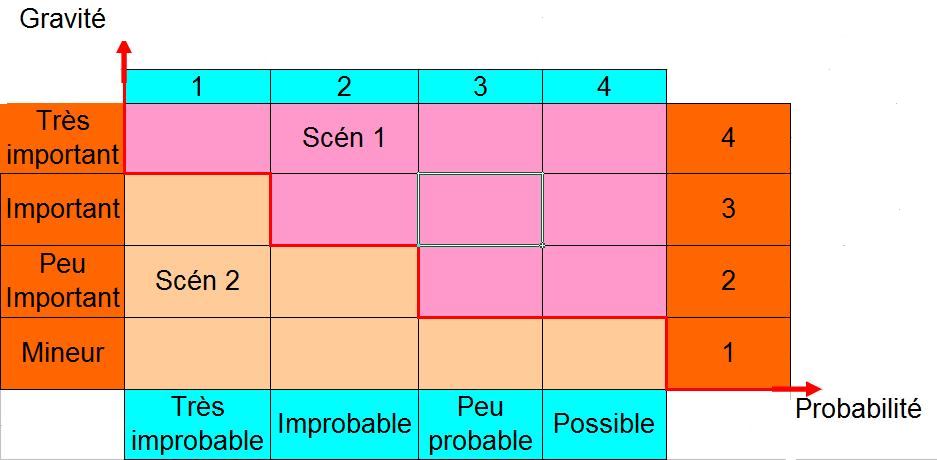 Gravité
1 2 3 4
Très
important
Scén 1
4
Important
3
Peu
Important
Scén 2
2
Mineur
1
Très
improbable
Improbable
Peu
probable
Possible
Probabilité